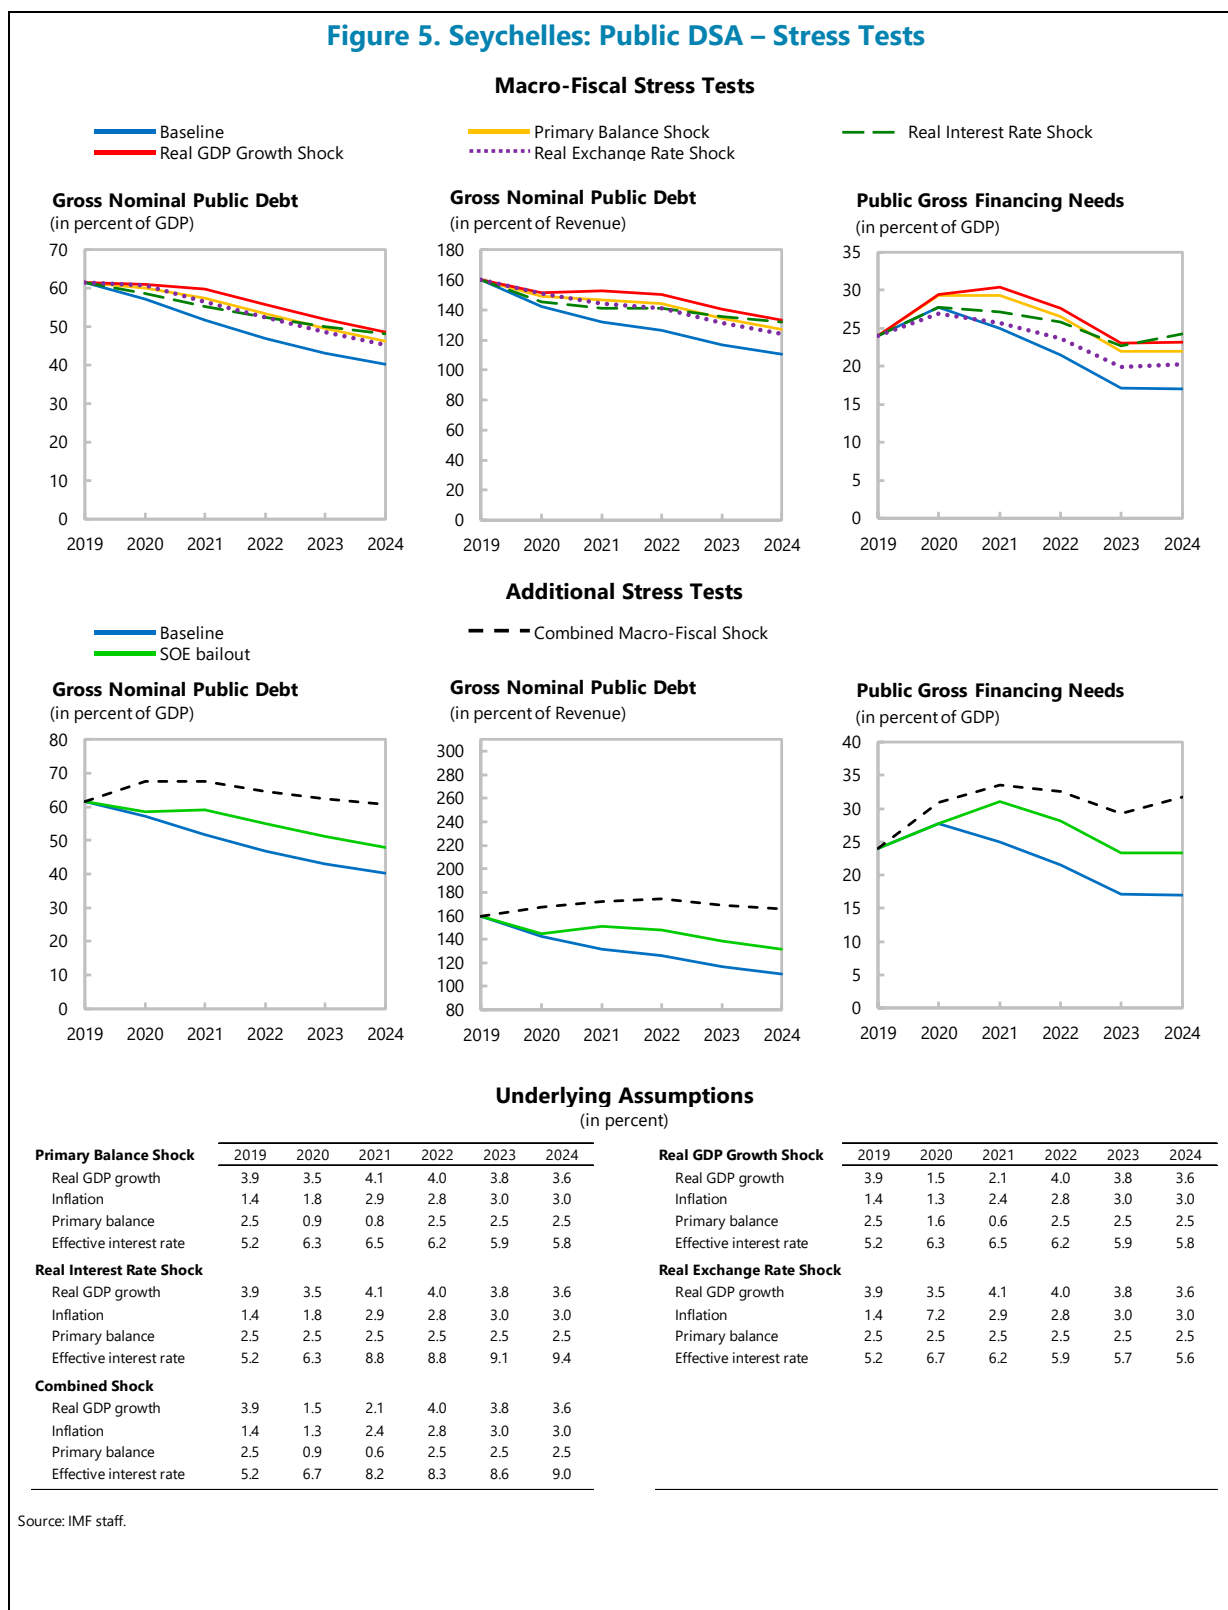 Figure 5. Seychelles: Public DSA – Stress Tests
Macro-Fiscal Stress Tests
Baseline
Primary Balance Shock
Real Interest Rate Shock
Real GDP Growth Shock
Real Exchange Rate Shock
Gross Nominal Public Debt
(in percent of GDP)
70
60
50
40
30
20
10
0
2019 2020 2021 2022 2023 2024
Gross Nominal Public Debt
(in percent of Revenue)
180
160
140
120
100
80
60
40
20
0
2019 2020 2021 2022 2023 2024
Public Gross Financing Needs
(in percent of GDP)
35
30
25
20
15
10
5
0
2019 2020 2021 2022 2023 2024
Additional Stress Tests
Baseline
Combined Macro-Fiscal Shock
SOE bailout
Gross Nominal Public Debt
(in percent of GDP)
80
70
60
50
40
30
20
10
0
2019 2020 2021 2022 2023 2024
Gross Nominal Public Debt
(in percent of Revenue)
300
280
260
240
220
200
180
160
140
120
100
80
2019 2020 2021 2022 2023 2024
Public Gross Financing Needs
(in percent of GDP)
40
35
30
25
20
15
10
5
0
2019 2020 2021 2022 2023 2024
Underlying Assumptions
(in percent)
Primary Balance Shock 2019 2020 2021 2022 2023 2024
Real GDP growth 3.9 3.5 4.1 4.0 3.8 3.6
Inflation 1.4 1.8 2.9 2.8 3.0 3.0
Primary balance 2.5 0.9 0.8 2.5 2.5 2.5
Effective interest rate 5.2 6.3 6.5 6.2 5.9 5.8
Real Interest Rate Shock
Real GDP growth 3.9 3.5 4.1 4.0 3.8 3.6
Inflation 1.4 1.8 2.9 2.8 3.0 3.0
Primary balance 2.5 2.5 2.5 2.5 2.5 2.5
Effective interest rate 5.2 6.3 8.8 8.8 9.1 9.4
Combined Shock
Real GDP growth 3.9 1.5 2.1 4.0 3.8 3.6
Inflation 1.4 1.3 2.4 2.8 3.0 3.0
Primary balance 2.5 0.9 0.6 2.5 2.5 2.5
Effective interest rate 5.2 6.7 8.2 8.3 8.6 9.0
Real GDP Growth Shock 2019 2020 2021 2022 2023 2024
Real GDP growth 3.9 1.5 2.1 4.0 3.8 3.6
Inflation 1.4 1.3 2.4 2.8 3.0 3.0
Primary balance 2.5 1.6 0.6 2.5 2.5 2.5
Effective interest rate 5.2 6.3 6.5 6.2 5.9 5.8
Real Exchange Rate Shock
Real GDP growth 3.9 3.5 4.1 4.0 3.8 3.6
Inflation 1.4 7.2 2.9 2.8 3.0 3.0
Primary balance 2.5 2.5 2.5 2.5 2.5 2.5
Effective interest rate 5.2 6.7 6.2 5.9 5.7 5.6
Source: IMF staff.